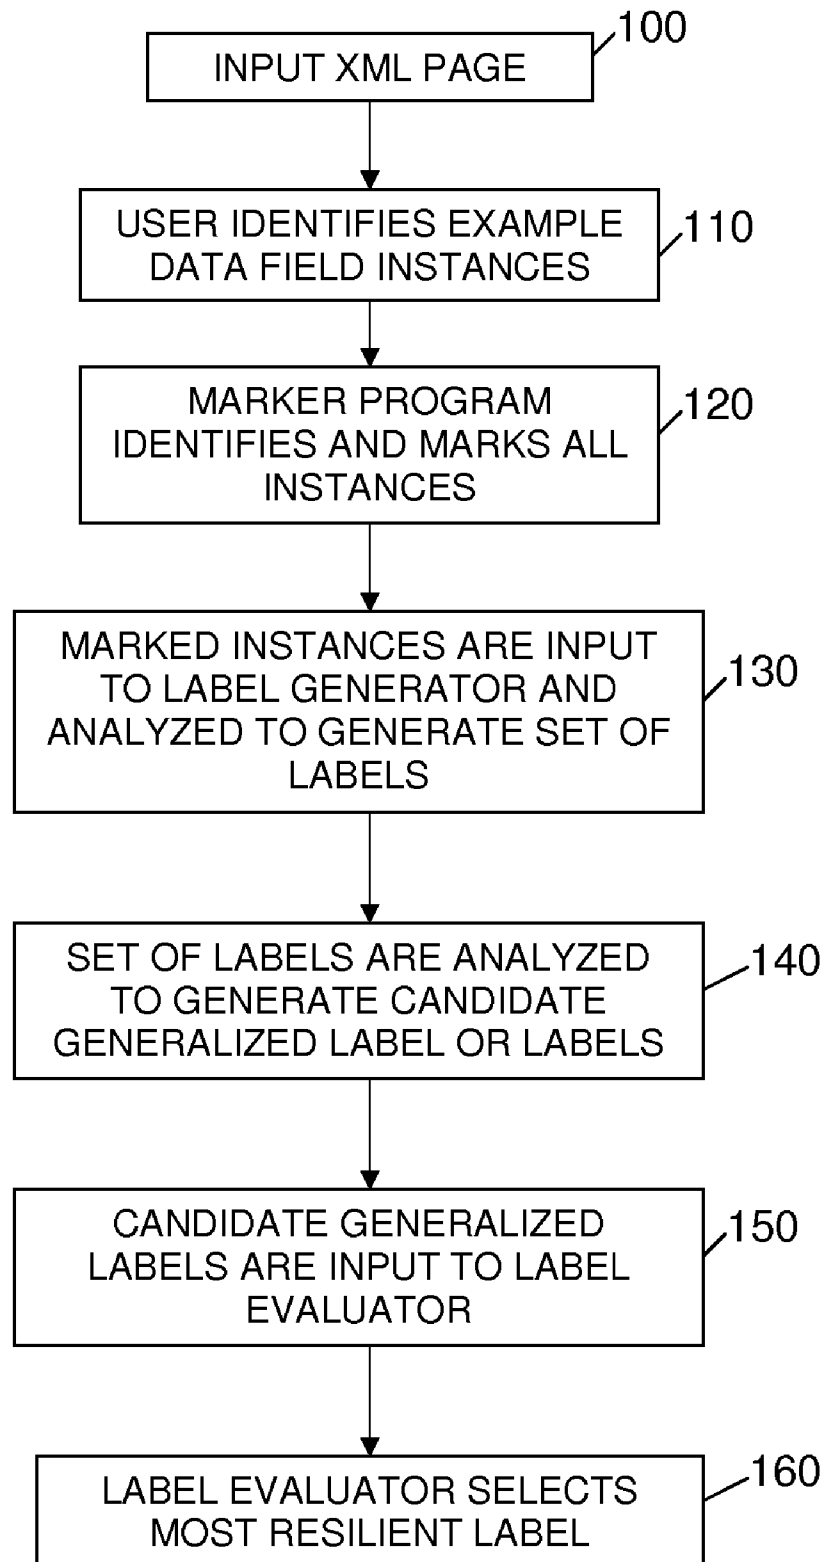 100
INPUT XML PAGE
USER IDENTIFIES EXAMPLE
DATA FIELD INSTANCES
110
MARKER PROGRAM
IDENTIFIES AND MARKS ALL
INSTANCES
120
MARKED INSTANCES ARE INPUT
TO LABEL GENERATOR AND
ANALYZED TO GENERATE SET OF
LABELS
130
SET OF LABELS ARE ANALYZED
TO GENERATE CANDIDATE
GENERALIZED LABEL OR LABELS
140
CANDIDATE GENERALIZED
LABELS ARE INPUT TO LABEL
EVALUATOR
150
LABEL EVALUATOR SELECTS
MOST RESILIENT LABEL
160